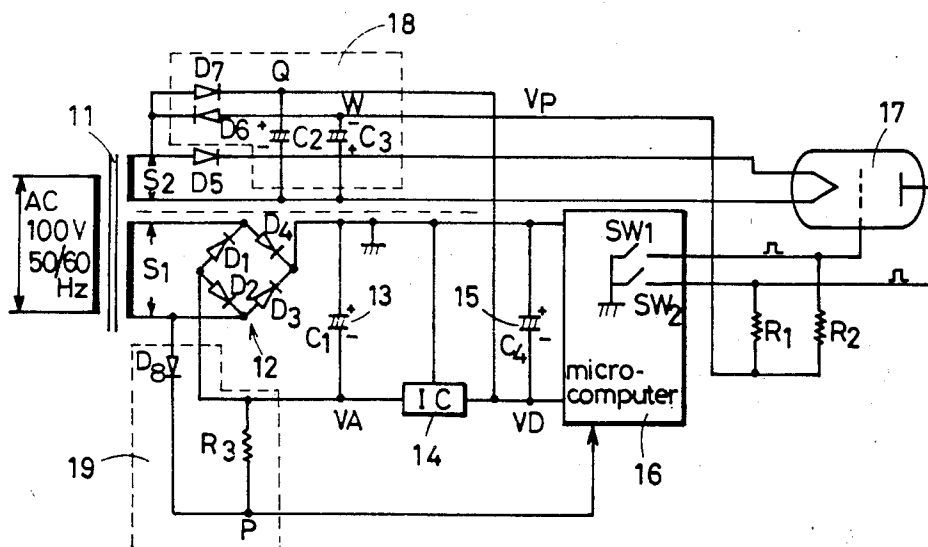 18
D7
Q
W
VP
11
D6
C2
C3
17
S2
D5
AC
100V
50/60
Hz
S1
D4
D1
D2
D3
13
15
SW1
SW2
C1
C4
R1
R2
12
D8
micro-
computer
IC
VA
VD
14
16
R3
19
P
+
-
-
+
+
-
+
-